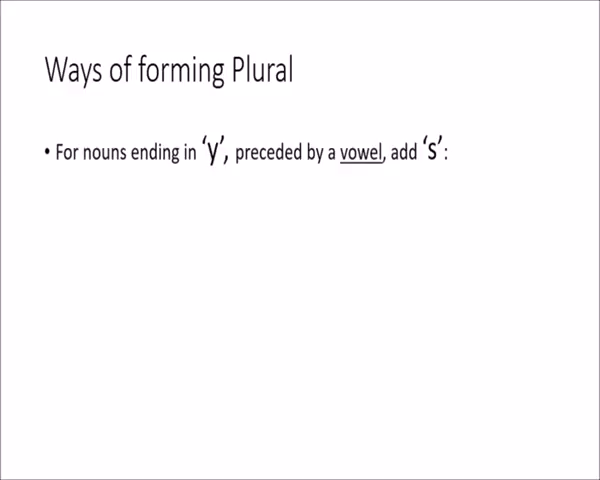 Ways of forming Plural
• For nouns ending in ‘y’, preceded by a vowel, add ‘s’: